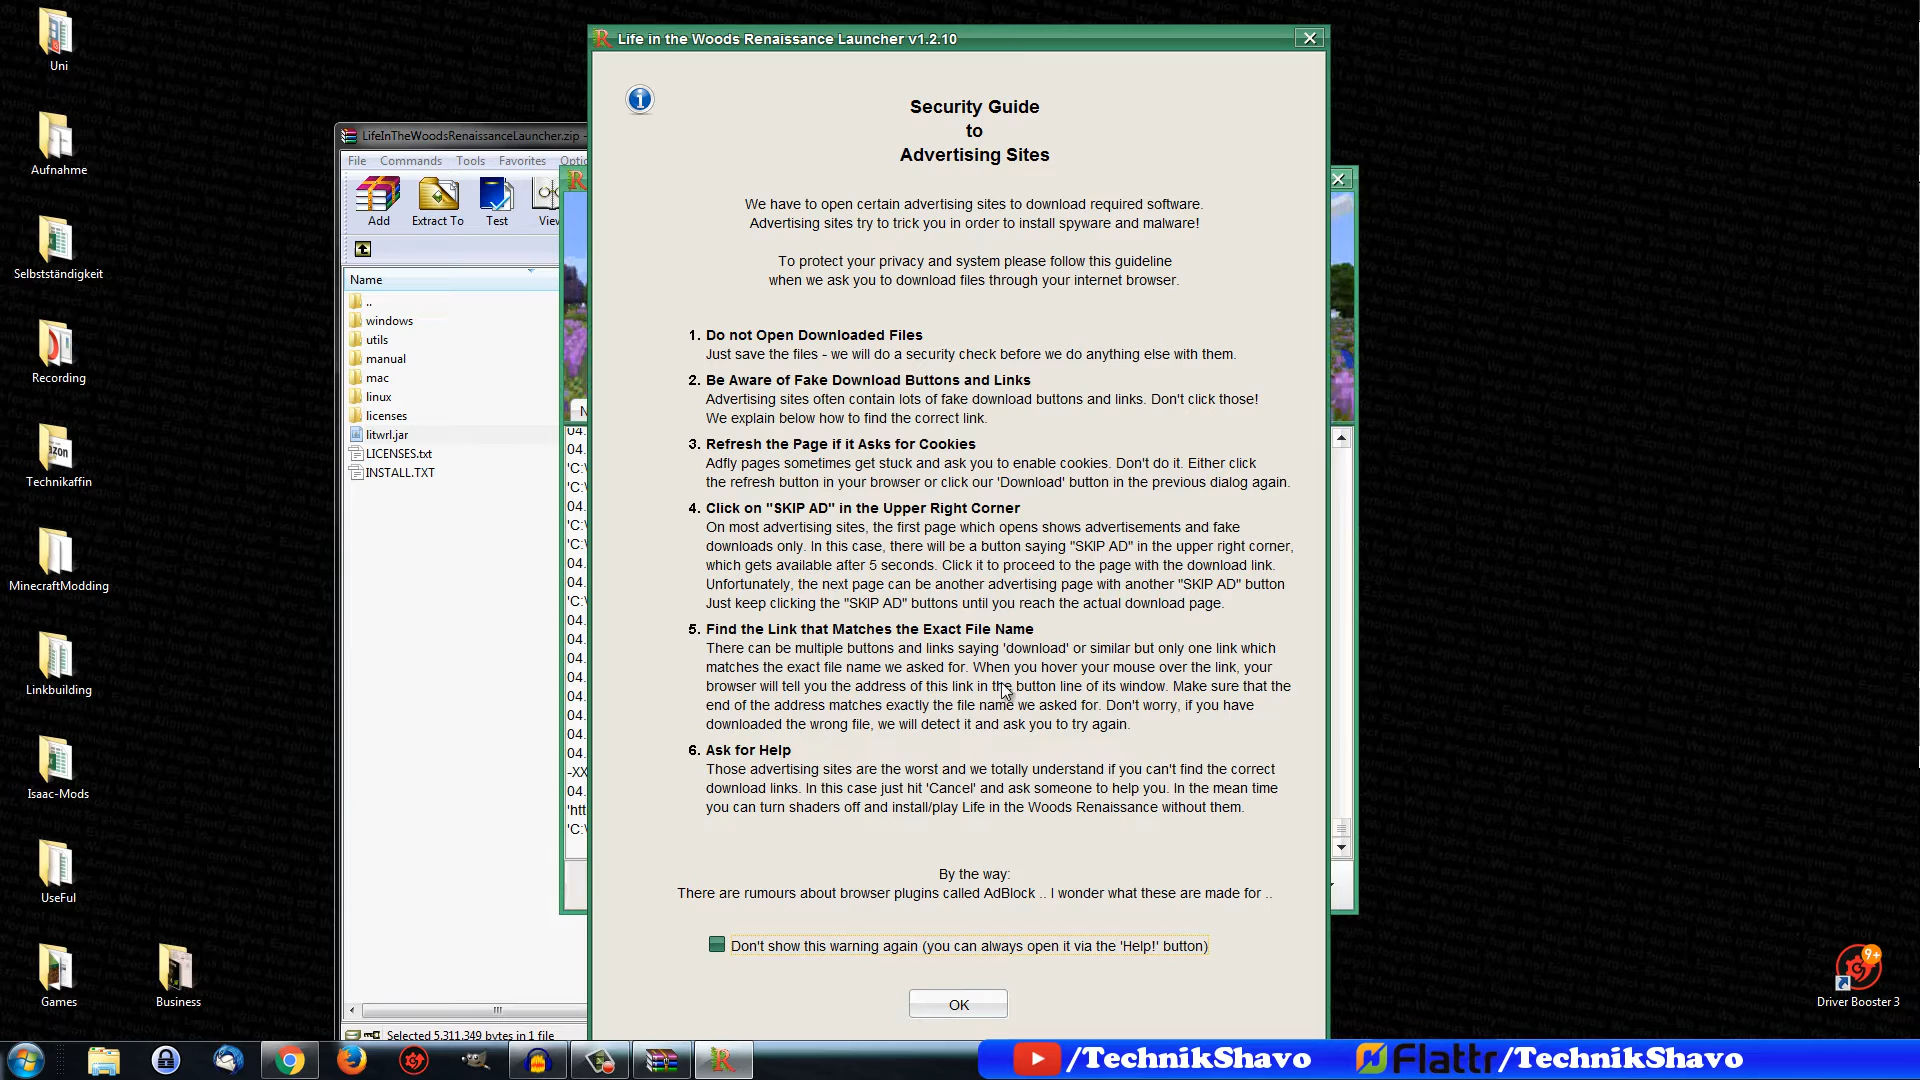 Uni
Aufnahme
Selbstständigkeit
Recording
Technikaffin
MinecraftModding
Linkbuilding
Isaac-Mods
UseFul
Games
Business
LifeInTheWoodsRenaissanceLauncher.zip -
File Commands Tools Favorites
Add Extract To Test
Name
..
windows
utils
manual
mac
linux
licenses
litwrl.jar
LICENSES.txt
INSTALL.TXT
Selected 5.311.349 bytes in 1 file
04.
04.
'C:\
'C:\
04.
'C:\
'C:\
04.
04.
'C:\
04.
04.
04.
04.
04.
04.
04.
04.
-XX
04.
'htt
'C:\
Life in the Woods Renaissance Launcher v1.2.10
Security Guide
to
Advertising Sites
We have to open certain advertising sites to download required software.
Advertising sites try to trick you in order to install spyware and malware!
To protect your privacy and system please follow this guideline
when we ask you to download files through your internet browser.
1. Do not Open Downloaded Files
Just save the files - we will do a security check before we do anything else with them.
2. Be Aware of Fake Download Buttons and Links
Advertising sites often contain lots of fake download buttons and links. Don't click those!
We explain below how to find the correct link.
3. Refresh the Page if it Asks for Cookies
Adfly pages sometimes get stuck and ask you to enable cookies. Don't do it. Either click
the refresh button in your browser or click our 'Download' button in the previous dialog again.
4. Click on "SKIP AD" in the Upper Right Corner
On most advertising sites, the first page which opens shows advertisements and fake
downloads only. In this case, there will be a button saying "SKIP AD" in the upper right corner,
which gets available after 5 seconds. Click it to proceed to the page with the download link.
Unfortunately, the next page can be another advertising page with another "SKIP AD" button
Just keep clicking the "SKIP AD" buttons until you reach the actual download page.
5. Find the Link that Matches the Exact File Name
There can be multiple buttons and links saying 'download' or similar but only one link which
matches the exact file name we asked for. When you hover your mouse over the link, your
browser will tell you the address of this link in the button line of its window. Make sure that the
end of the address matches exactly the file name we asked for. Don't worry, if you have
downloaded the wrong file, we will detect it and ask you to try again.
6. Ask for Help
Those advertising sites are the worst and we totally understand if you can't find the correct
download links. In this case just hit 'Cancel' and ask someone to help you. In the mean time
you can turn shaders off and install/play Life in the Woods Renaissance without them.
By the way:
There are rumours about browser plugins called AdBlock .. I wonder what these are made for ..
Don't show this warning again (you can always open it via the 'Help!' button)
OK
9+
Driver Booster 3
/TechnikShavo
Flattr/TechnikShavo